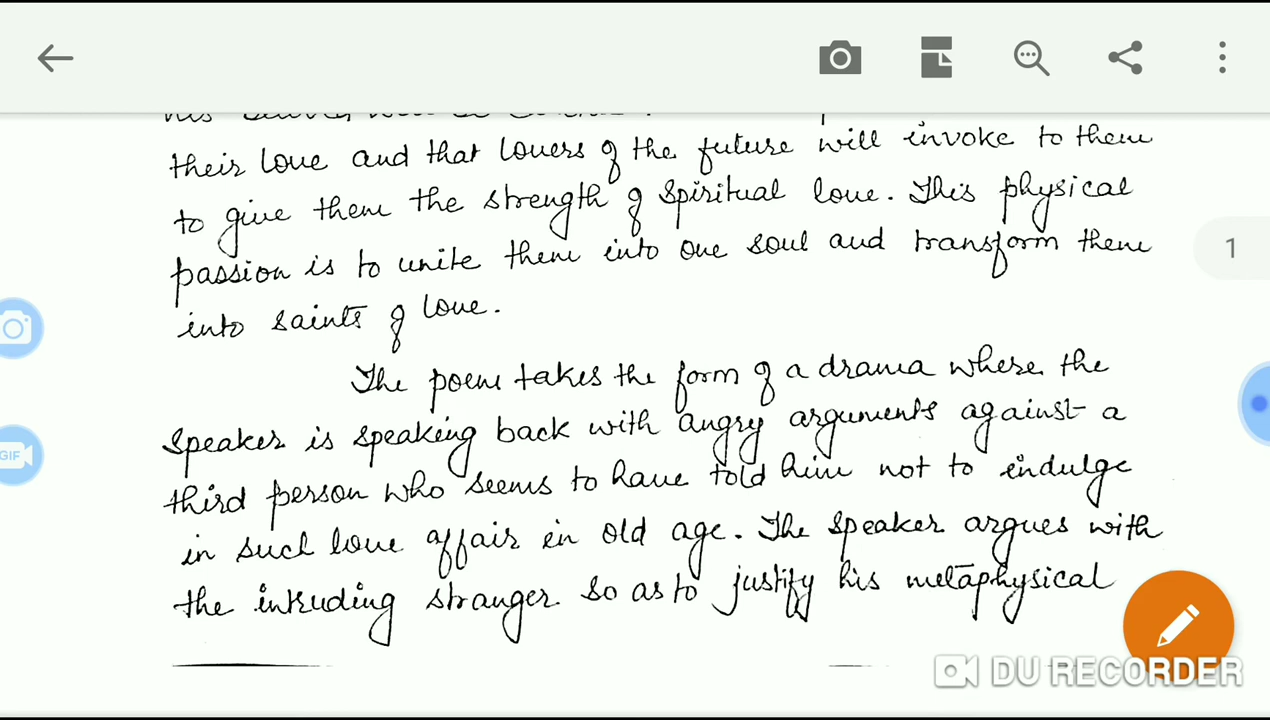 their love and that lovers of the future will invoke to them
to give them the strength of spiritual love. This physical
passion is to unite them into one soul and transform them
into saints of love.
The poem takes the form of a drama where the
speaker is speaking back with angry arguments against a
third person who seems to have told him not to indulge
in such love affair in old age. The speaker argues with
the intruding stranger so as to justify his metaphysical
1
GIF
DU RECORDER